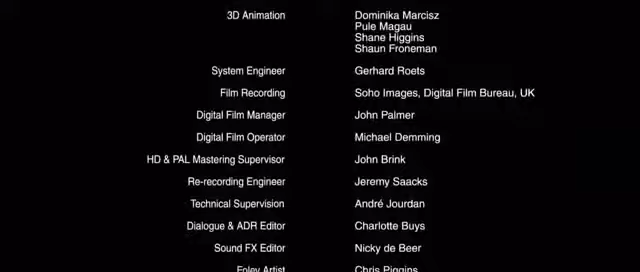 3D Animation Dominika Marcisz
Pule Magau
Shane Higgins
Shaun Froneman
System Engineer Gerhard Roets
Film Recording Soho Images, Digital Film Bureau, UK
Digital Film Manager John Palmer
Digital Film Operator Michael Demming
HD & PAL Mastering Supervisor John Brink
Re-recording Engineer Jeremy Saacks
Technical Supervision André Jourdan
Dialogue & ADR Editor Charlotte Buys
Sound FX Editor Nicky de Beer
Foley Artist Chris Piggins